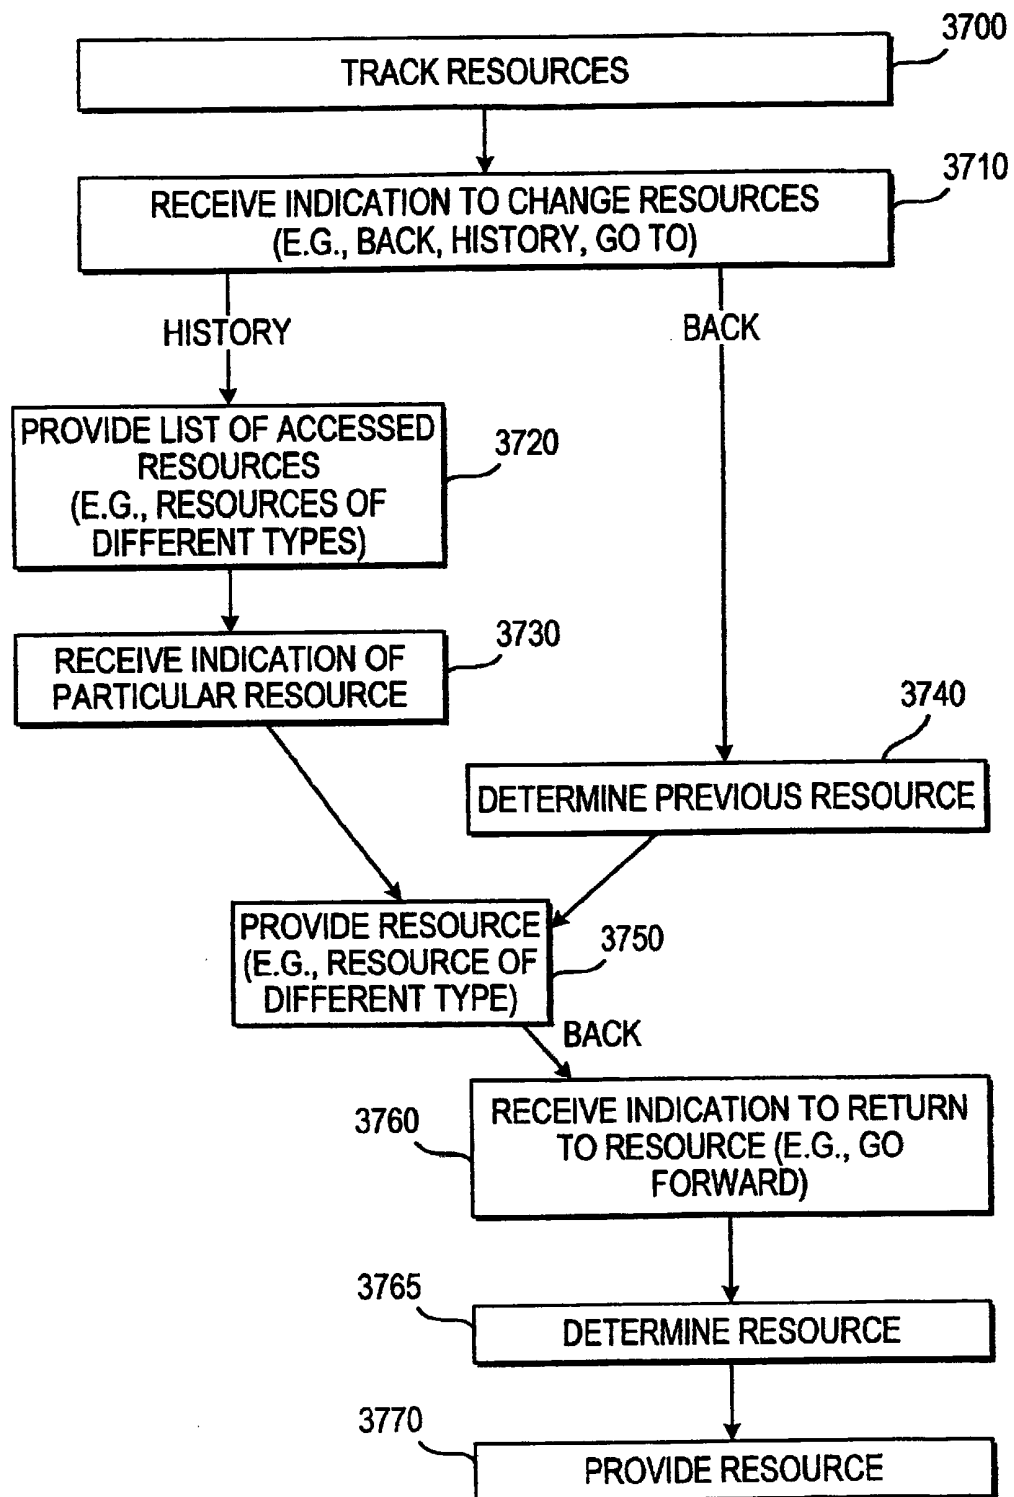 3700
TRACK RESOURCES
3710
RECEIVE INDICATION TO CHANGE RESOURCES
(E.G., BACK, HISTORY, GO TO)
HISTORY
BACK
PROVIDE LIST OF ACCESSED
RESOURCES
(E.G., RESOURCES OF
DIFFERENT TYPES)
3720
3730
RECEIVE INDICATION OF
PARTICULAR RESOURCE
3740
DETERMINE PREVIOUS RESOURCE
PROVIDE RESOURCE
(E.G., RESOURCE OF
DIFFERENT TYPE)
3750
BACK
3760
RECEIVE INDICATION TO RETURN
TO RESOURCE (E.G., GO
FORWARD)
3765
DETERMINE RESOURCE
3770
PROVIDE RESOURCE